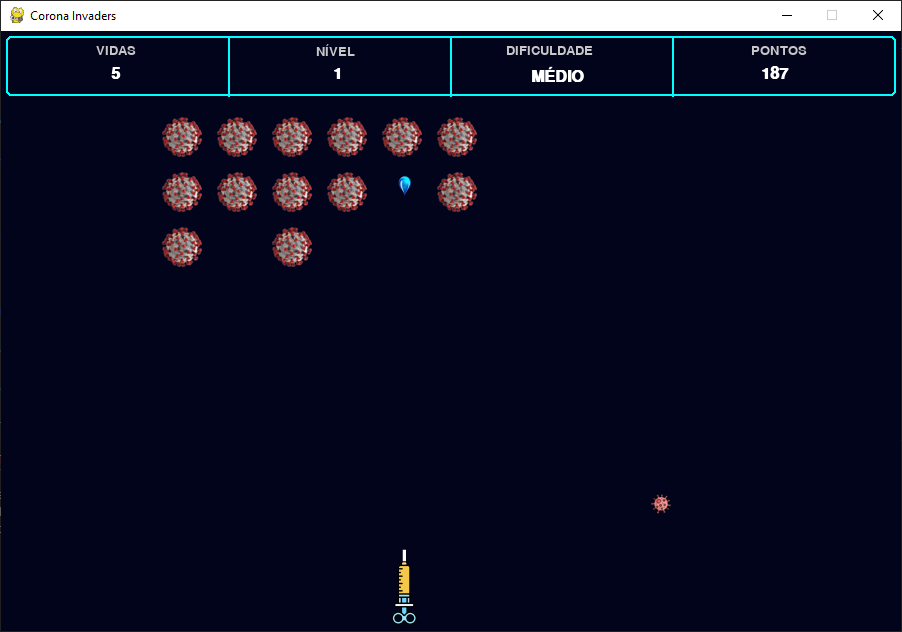 Corona Invaders
VIDAS
5
NÍVEL
1
DIFICULDADE
MÉDIO
PONTOS
187